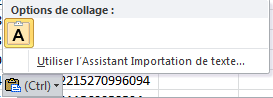 Options de collage :
A
Utiliser l'Assistant Importation de texte...
(Ctrl) 2215270996094